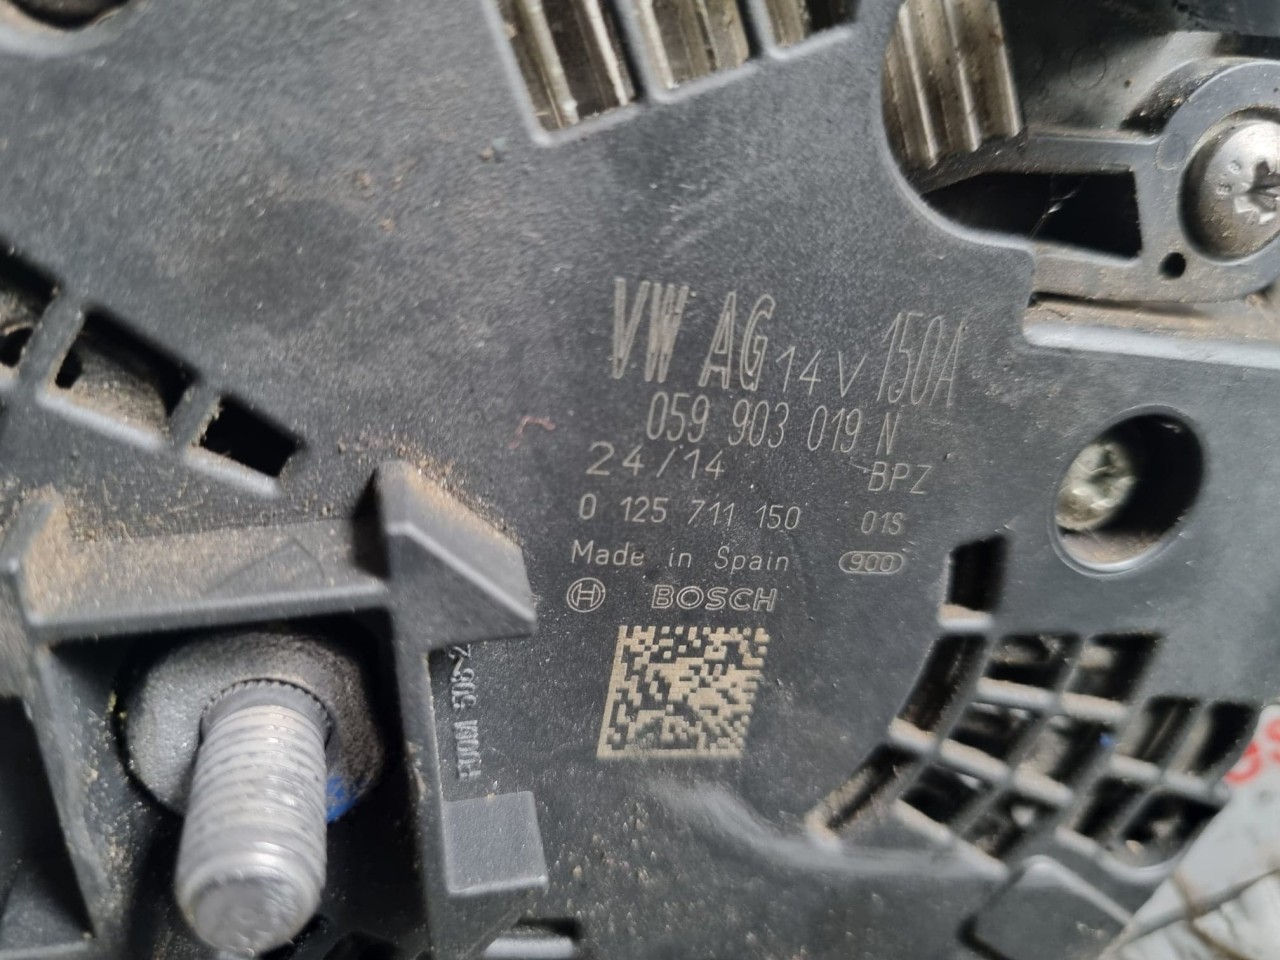 VW AG 14V 150A
059 903 019 N
24/14 BPZ
0 125 711 150 01S
Made in Spain 900
BOSCH